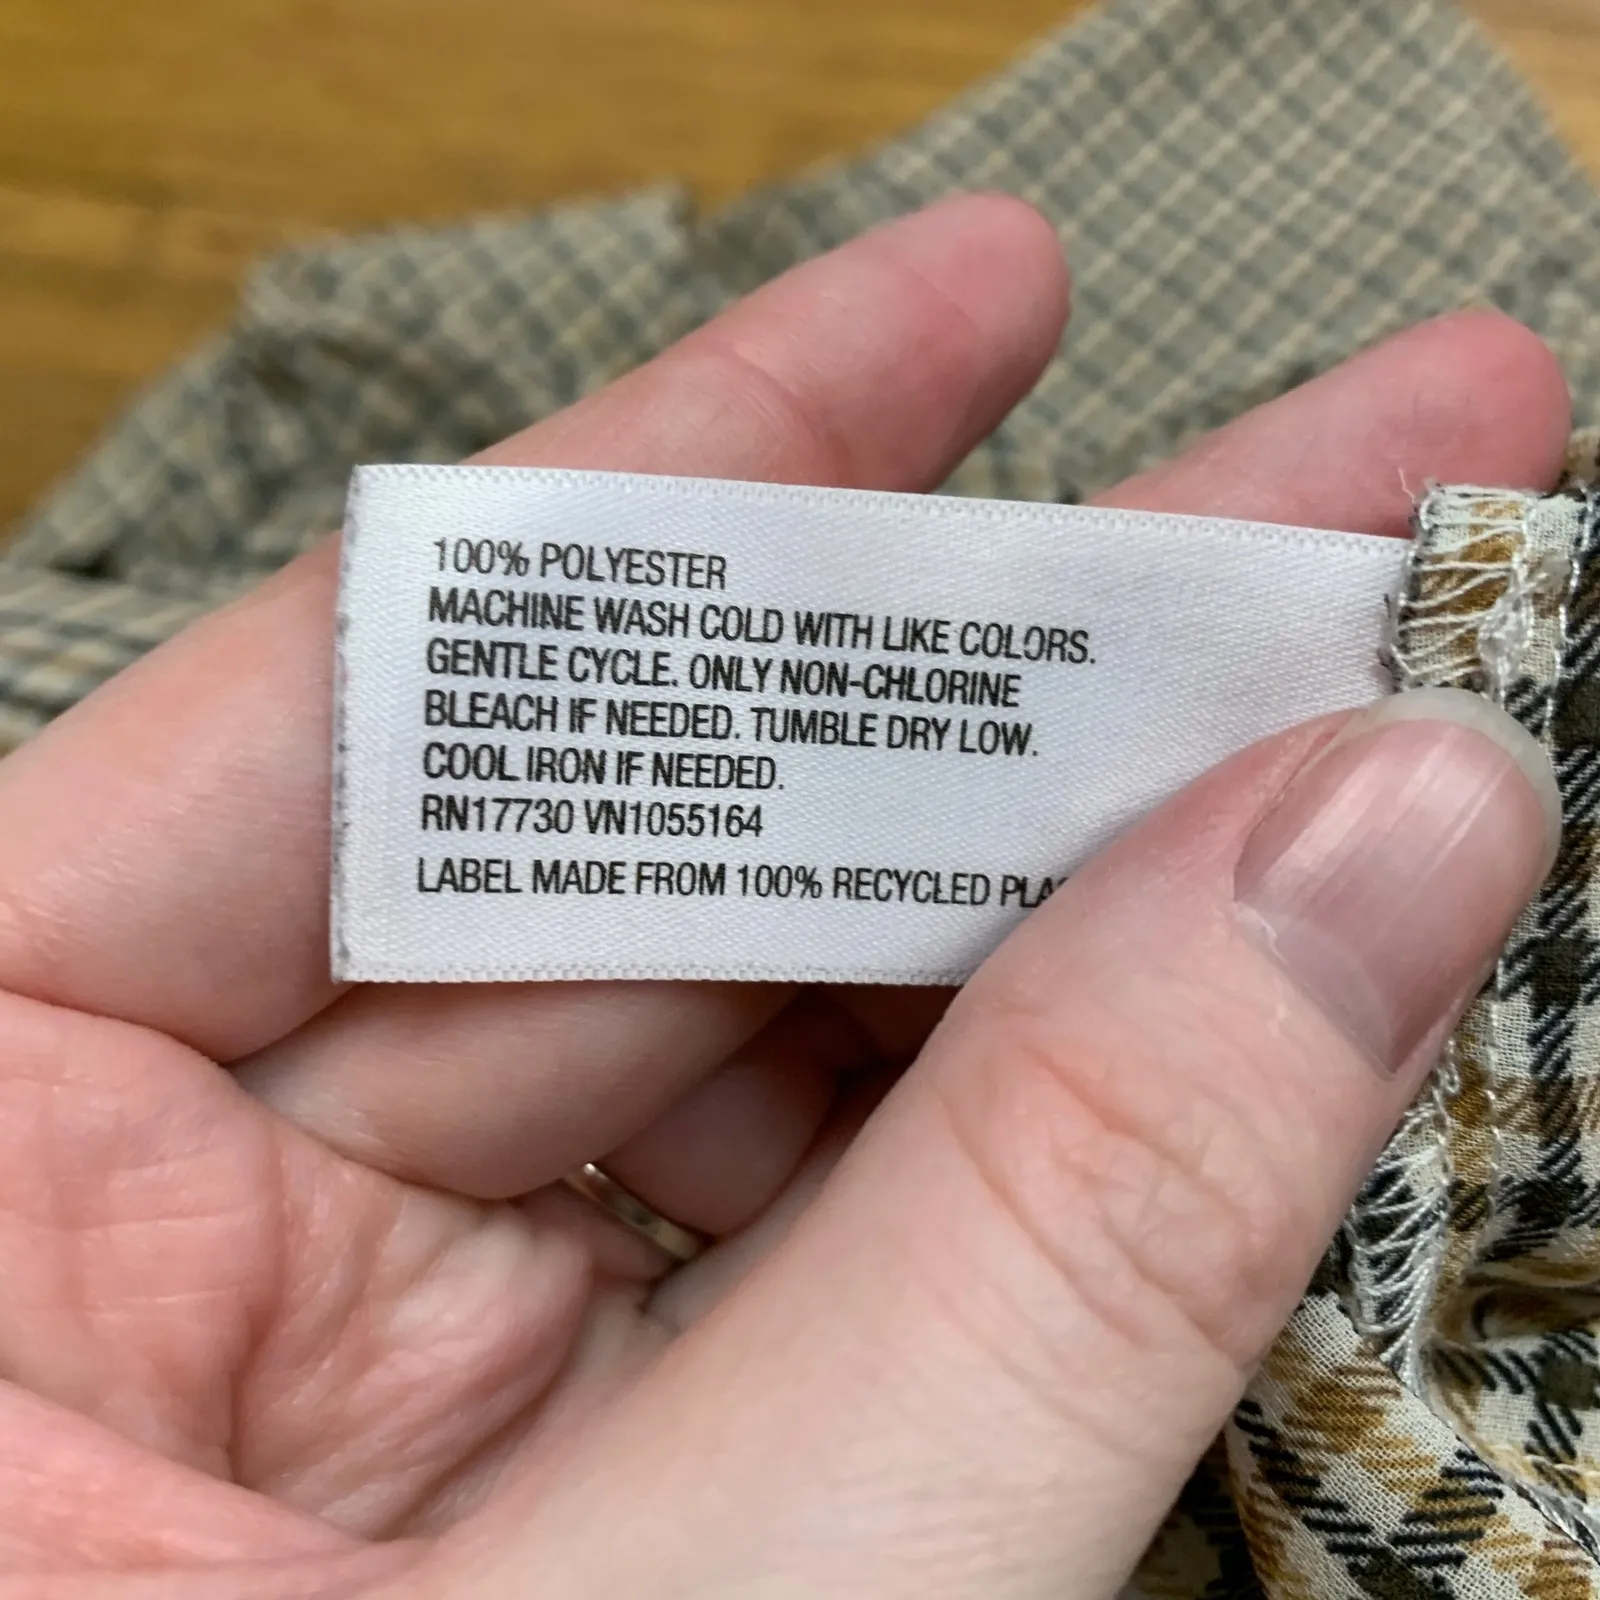 100% POLYESTER
MACHINE WASH COLD WITH LIKE COLORS.
GENTLE CYCLE. ONLY NON-CHLORINE
BLEACH IF NEEDED. TUMBLE DRY LOW.
COOL IRON IF NEEDED.
RN17730 VN1055164
LABEL MADE FROM 100% RECYCLED